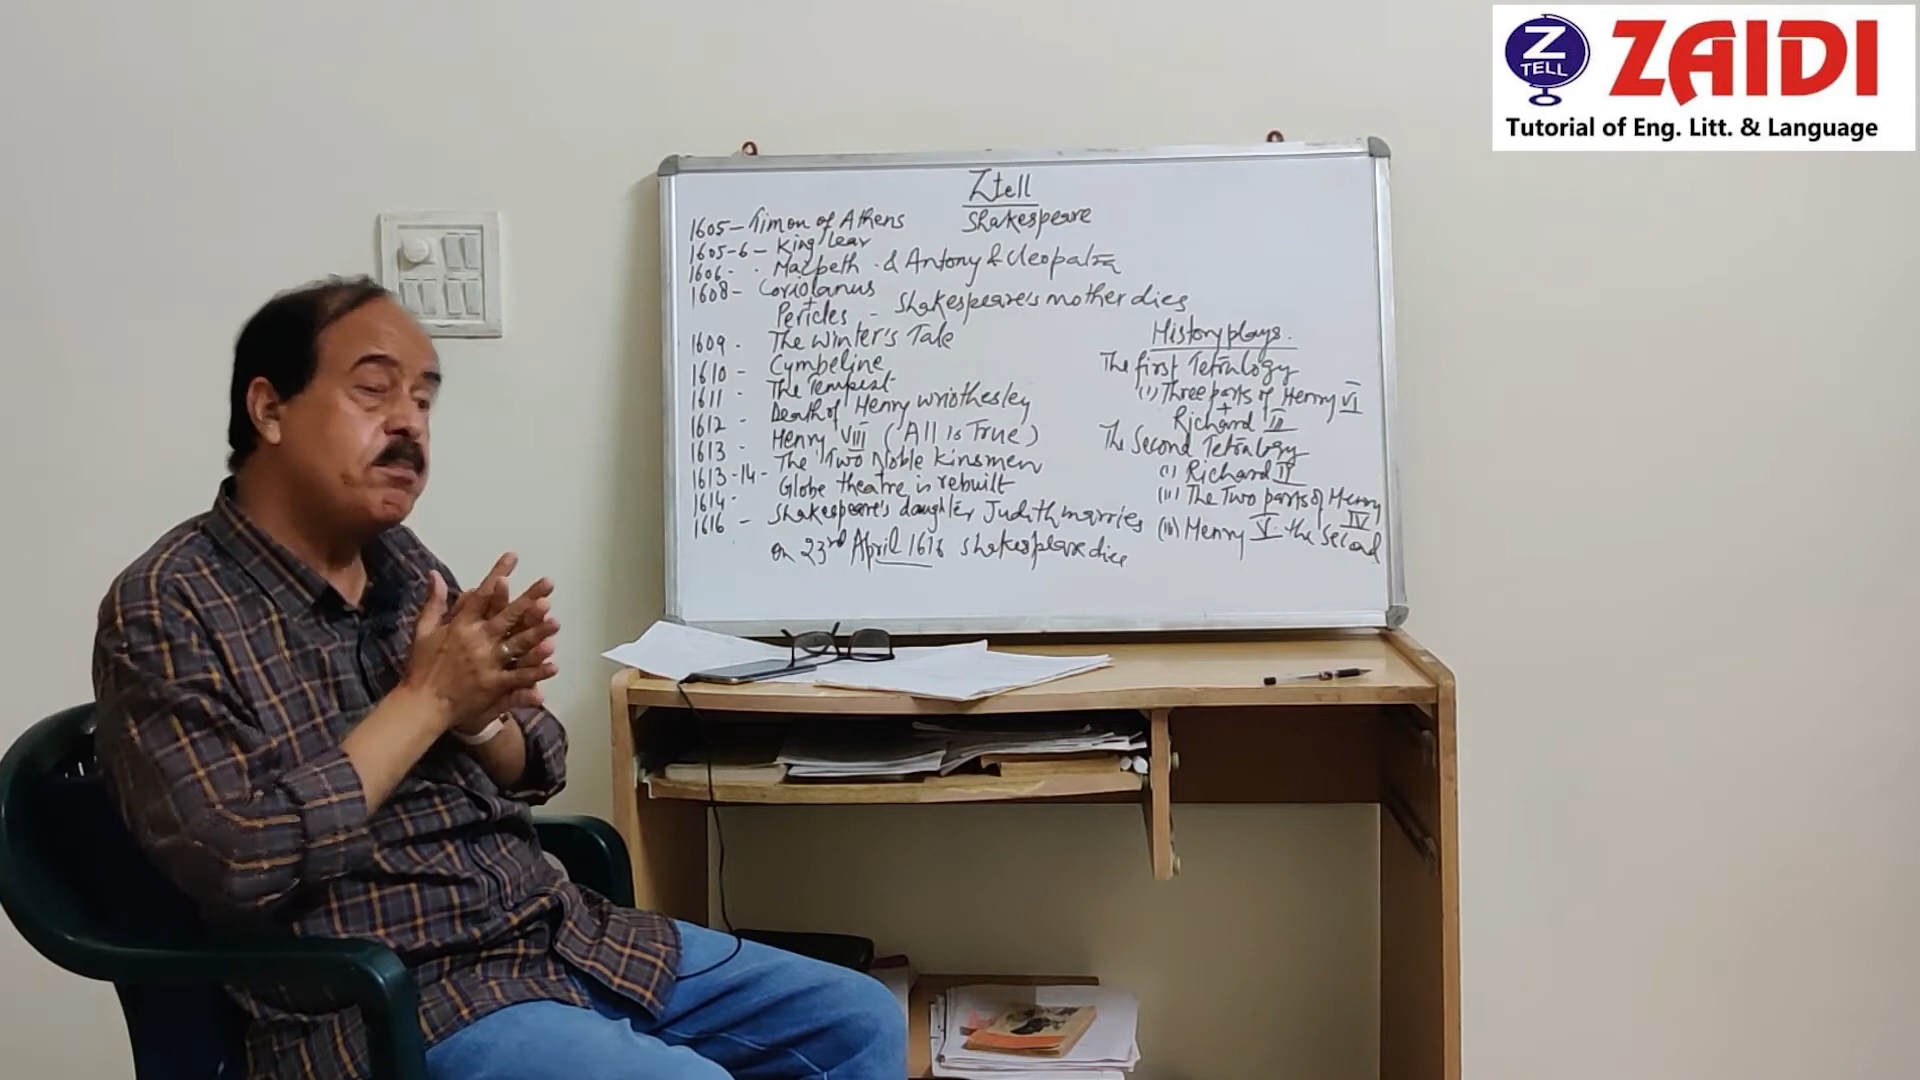 Z TELL ZAIDI
Tutorial of Eng. Litt. & Language
Ztell
Shakespeare
1605 - Timon of Athens
1605-6 - King Lear
1606 - Macbeth & Antony & Cleopatra
1608 - Coriolanus
+
Pericles - Shakespeare's mother dies
1609 - The Winter's Tale
1610 - Cymbeline
1611 - The Tempest
1612 - Death of Henry Wriothesley
1613 - Henry VIII (All is True)
1613-14 - The Two Noble Kinsmen
1614 - Globe theatre is rebuilt
1616 - Shakespeare's daughter Judith marries
on 23rd April 1616 Shakespeare dies
History plays.
The first Tetralogy
(i) Three parts of Henry VI
+
Richard III
The Second Tetralogy
(i) Richard II
(ii) The Two parts of Henry IV
(iii) Henry V the Second